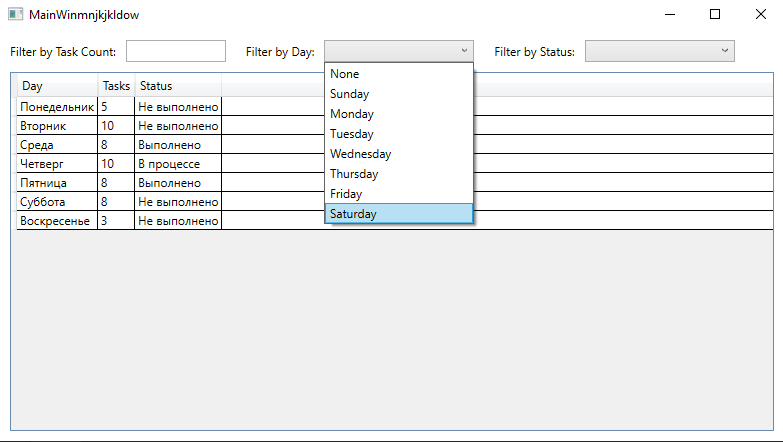 MainWinmnjkjkldow
Filter by Task Count: Filter by Day: Filter by Status:
Day Tasks Status
Понедельник 5 Не выполнено
Вторник 10 Не выполнено
Среда 8 Выполнено
Четверг 10 В процессе
Пятница 8 Выполнено
Суббота 8 Не выполнено
Воскресенье 3 Не выполнено
None
Sunday
Monday
Tuesday
Wednesday
Thursday
Friday
Saturday